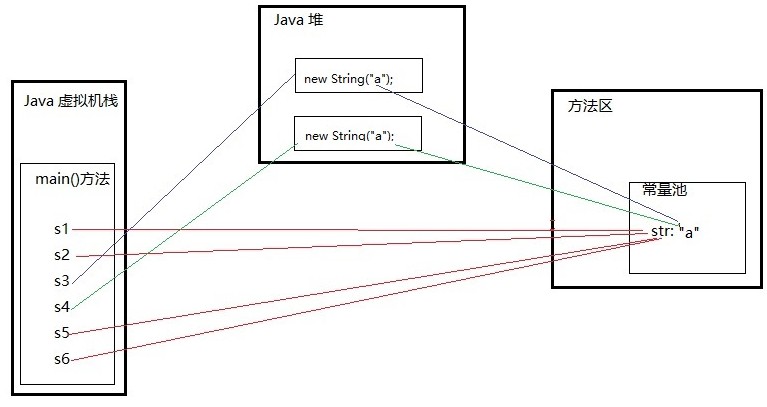 Java 堆
new String("a");
new String("a");
Java 虚拟机栈
main()方法
s1
s2
s3
s4
s5
s6
方法区
常量池
str: "a"